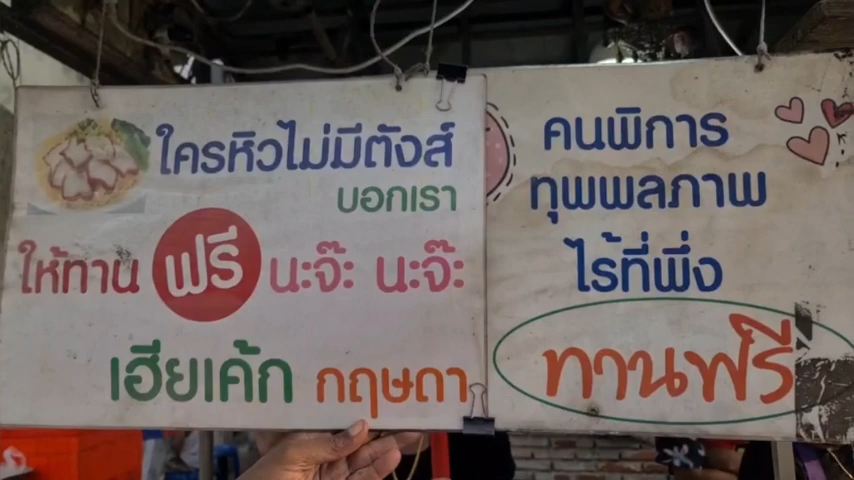 ใครหิวไม่มีตังส์
บอกเรา
ให้ทาน ฟรี นะจ๊ะ นะจ๊ะ
เฮียเค้ก กฤษดา
คนพิการ
ทุพพลภาพ
ไร้ที่พึ่ง
ทานฟรี